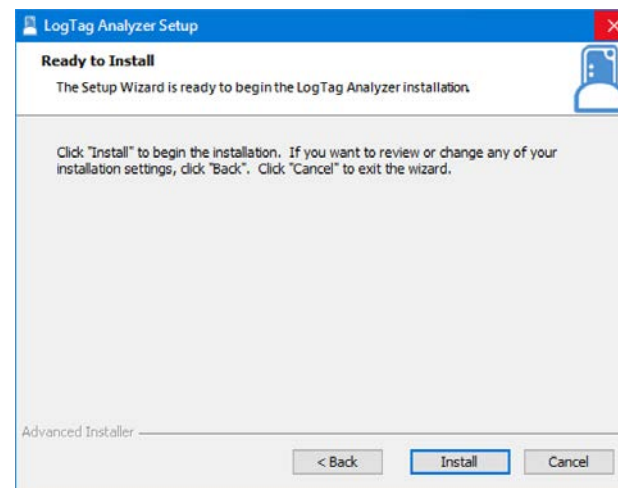 LogTag Analyzer Setup
Ready to Install
The Setup Wizard is ready to begin the LogTag Analyzer installation.
Click "Install" to begin the installation. If you want to review or change any of your
installation settings, click "Back". Click "Cancel" to exit the wizard.
Advanced Installer
< Back Install Cancel